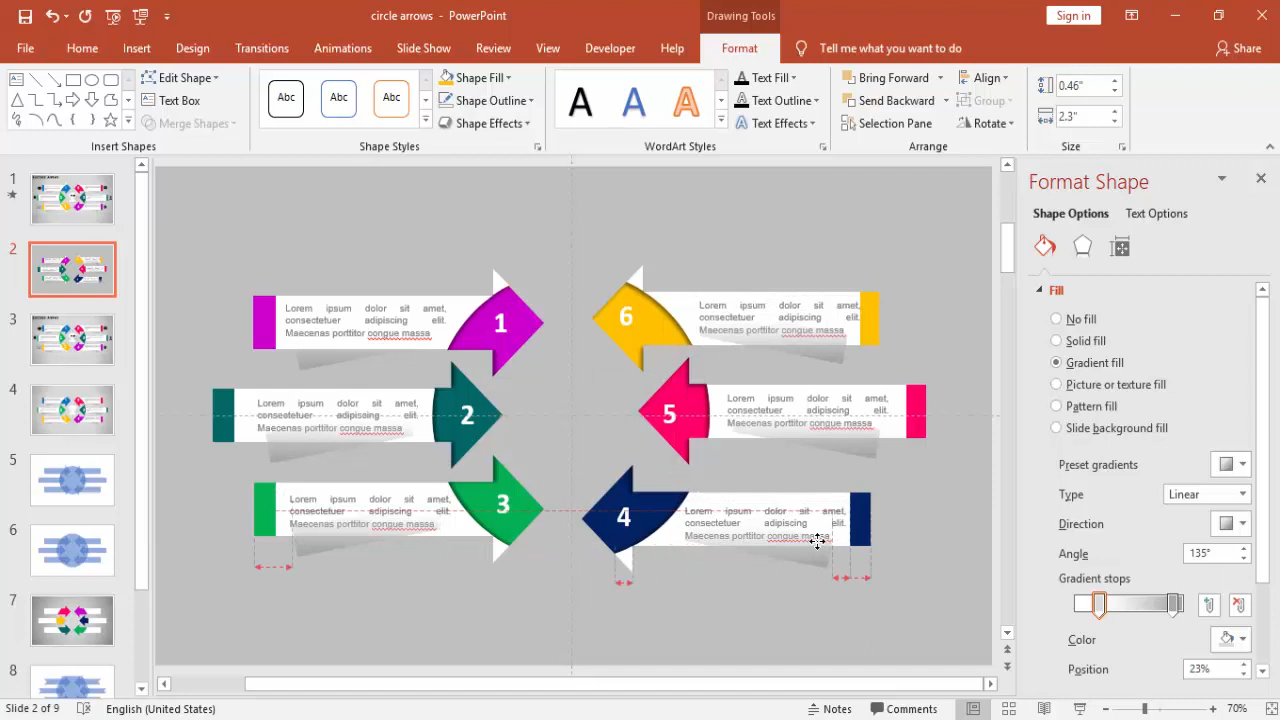 circle arrows - PowerPoint
Drawing Tools
Sign in
File Home Insert Design Transitions Animations Slide Show Review View Developer Help Format Tell me what you want to do Share
Edit Shape
Text Box
Merge Shapes
Insert Shapes
Abc Abc Abc
Shape Fill
Shape Outline
Shape Effects
Shape Styles
A A A
Text Fill
Text Outline
Text Effects
WordArt Styles
Bring Forward
Send Backward
Selection Pane
Align
Group
Rotate
Arrange
0.46"
2.3"
Size
1
2
3
4
5
6
7
8
Lorem ipsum dolor sit amet,
consectetuer adipiscing elit.
Maecenas porttitor congue massa
1
6
Lorem ipsum dolor sit amet,
consectetuer adipiscing elit.
Maecenas porttitor congue massa
Lorem ipsum dolor sit amet,
consectetuer adipiscing elit.
Maecenas porttitor congue massa
2
5
Lorem ipsum dolor sit amet,
consectetuer adipiscing elit.
Maecenas porttitor congue massa
Lorem ipsum dolor sit amet,
consectetuer adipiscing elit.
Maecenas porttitor congue massa
3
4
Lorem ipsum dolor sit amet,
consectetuer adipiscing elit.
Maecenas porttitor congue massa
Format Shape
Shape Options Text Options
Fill
No fill
Solid fill
Gradient fill
Picture or texture fill
Pattern fill
Slide background fill
Preset gradients
Type Linear
Direction
Angle 135°
Gradient stops
Color
Position 23%
Slide 2 of 9 English (United States) Notes Comments 70%